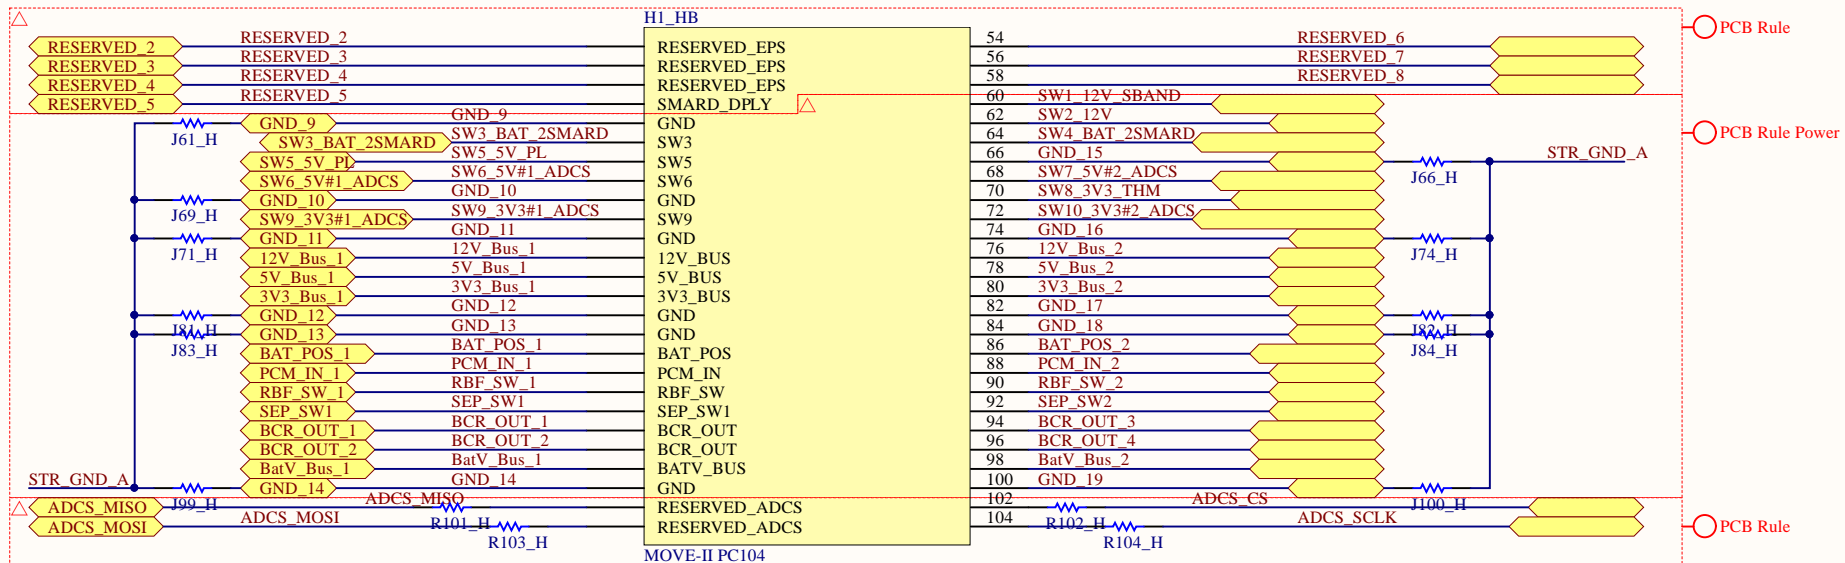 H1_HB
RESERVED_2 RESERVED_2 RESERVED_EPS 54 RESERVED_6 PCB Rule
RESERVED_3 RESERVED_3 RESERVED_EPS 56 RESERVED_7
RESERVED_4 RESERVED_4 RESERVED_EPS 58 RESERVED_8
RESERVED_5 RESERVED_5 SMARD_DPLY 60 SW1_12V_SBAND
GND_9 GND_9 GND 62 SW2_12V
J61_H SW3_BAT_2SMARD SW3_BAT_2SMARD SW3 64 SW4_BAT_2SMARD PCB Rule Power
SW5_5V_PL SW5_5V_PL SW5 66 GND_15 STR_GND_A
SW6_5V#1_ADCS SW6_5V#1_ADCS SW6 68 SW7_5V#2_ADCS J66_H
GND_10 GND_10 GND 70 SW8_3V3_THM
J69_H SW9_3V3#1_ADCS SW9_3V3#1_ADCS SW9 72 SW10_3V3#2_ADCS
GND_11 GND_11 GND 74 GND_16
J71_H 12V_Bus_1 12V_Bus_1 12V_BUS 76 12V_Bus_2 J74_H
5V_Bus_1 5V_Bus_1 5V_BUS 78 5V_Bus_2
3V3_Bus_1 3V3_Bus_1 3V3_BUS 80 3V3_Bus_2
GND_12 GND_12 GND 82 GND_17
J81_H GND_13 GND_13 GND 84 GND_18 J82_H
J83_H BAT_POS_1 BAT_POS_1 BAT_POS 86 BAT_POS_2 J84_H
PCM_IN_1 PCM_IN_1 PCM_IN 88 PCM_IN_2
RBF_SW_1 RBF_SW_1 RBF_SW 90 RBF_SW_2
SEP_SW1 SEP_SW1 SEP_SW1 92 SEP_SW2
BCR_OUT_1 BCR_OUT_1 BCR_OUT 94 BCR_OUT_3
BCR_OUT_2 BCR_OUT_2 BCR_OUT 96 BCR_OUT_4
BatV_Bus_1 BatV_Bus_1 BATV_BUS 98 BatV_Bus_2
STR_GND_A GND_14 GND_14 GND 100 GND_19
ADCS_MISO J99_H ADCS_MISO RESERVED_ADCS 102 ADCS_CS J100_H
ADCS_MOSI ADCS_MOSI R101_H RESERVED_ADCS 104 R102_H ADCS_SCLK PCB Rule
R103_H R104_H
MOVE-II PC104